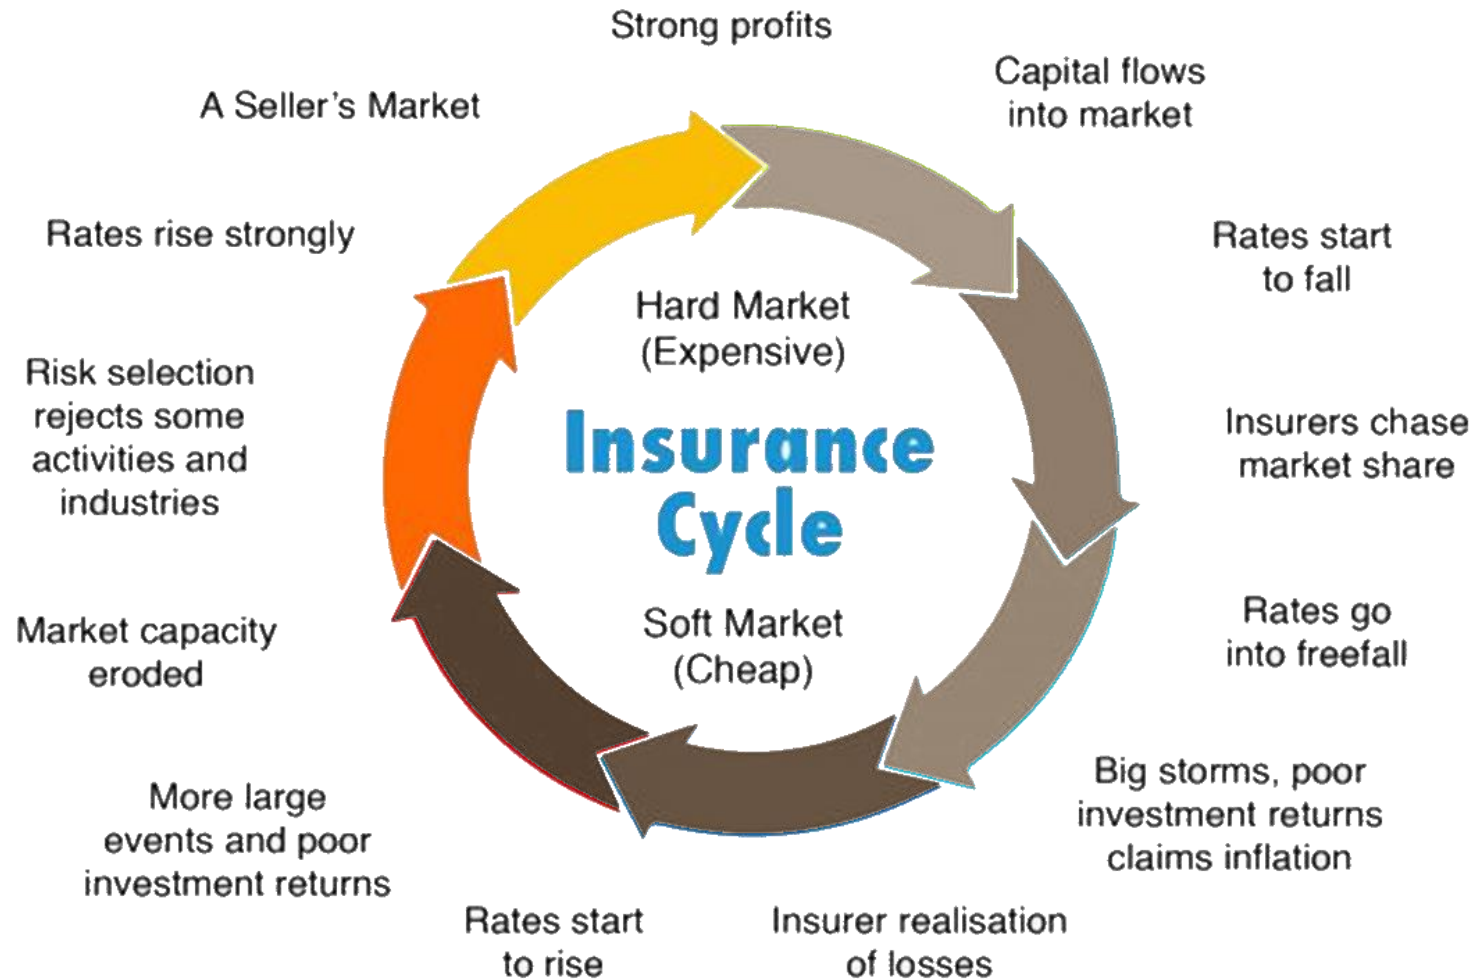 Strong profits
Capital flows
into market
Rates start
to fall
Insurers chase
market share
Rates go
into freefall
Big storms, poor
investment returns
claims inflation
Insurer realisation
of losses
Rates start
to rise
More large
events and poor
investment returns
Market capacity
eroded
Risk selection
rejects some
activities and
industries
Rates rise strongly
A Seller's Market
Hard Market
(Expensive)
Insurance
Cycle
Soft Market
(Cheap)